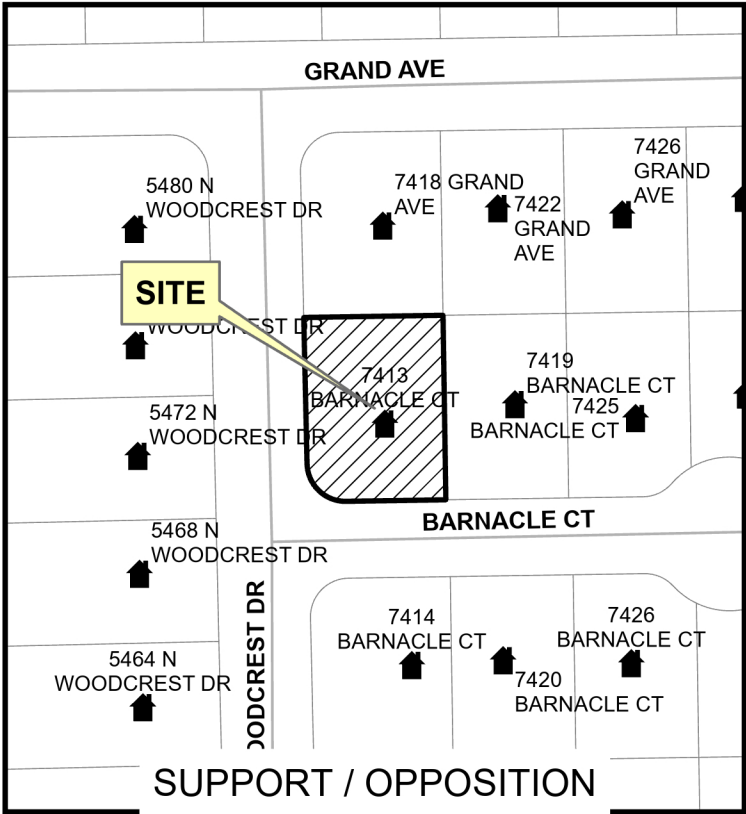 GRAND AVE
7426
GRAND
AVE
5480 N
WOODCREST DR
7418 GRAND
AVE
7422
GRAND
AVE
SITE
WOODCREST DR
7413
BARNACLE CT
7419
BARNACLE CT
7425
BARNACLE CT
5472 N
WOODCREST DR
BARNACLE CT
5468 N
WOODCREST DR
OODCREST DR
7414
BARNACLE CT
7426
BARNACLE CT
5464 N
WOODCREST DR
7420
BARNACLE CT
SUPPORT / OPPOSITION